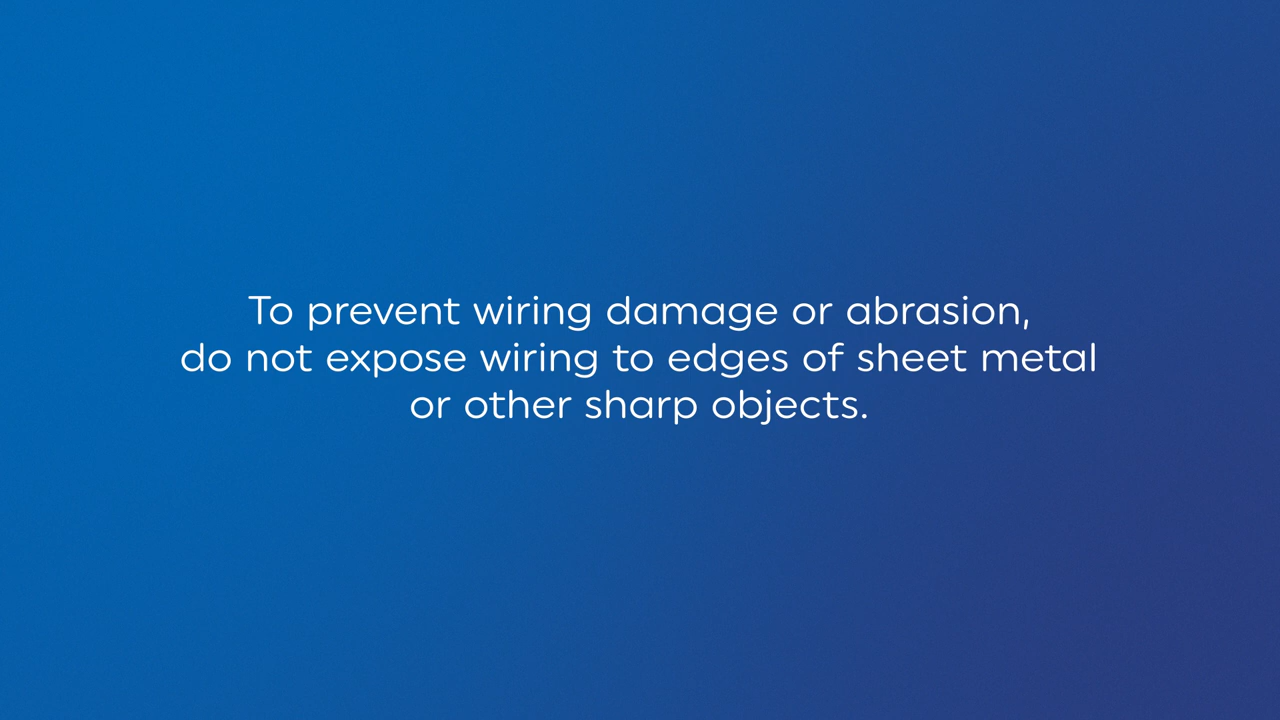 To prevent wiring damage or abrasion,
do not expose wiring to edges of sheet metal
or other sharp objects.